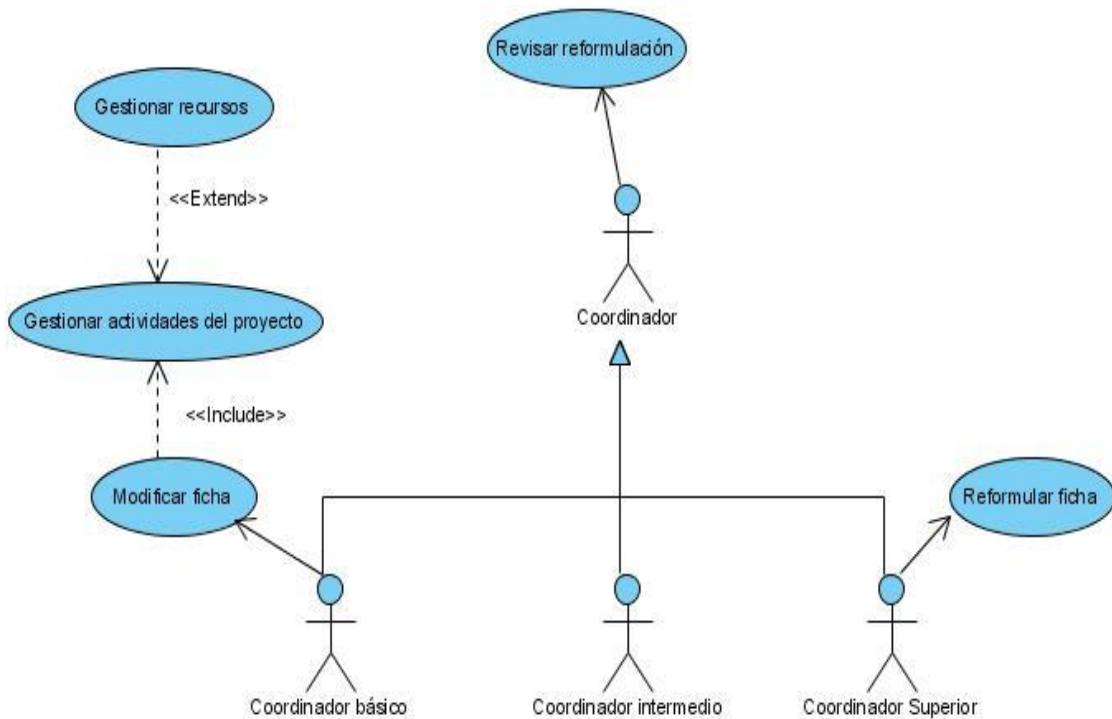 Revisar reformulación
Gestionar recursos
<<Extend>>
Gestionar actividades del proyecto
Coordinador
<<Include>>
Modificar ficha
Reformular ficha
Coordinador básico
Coordinador intermedio
Coordinador Superior